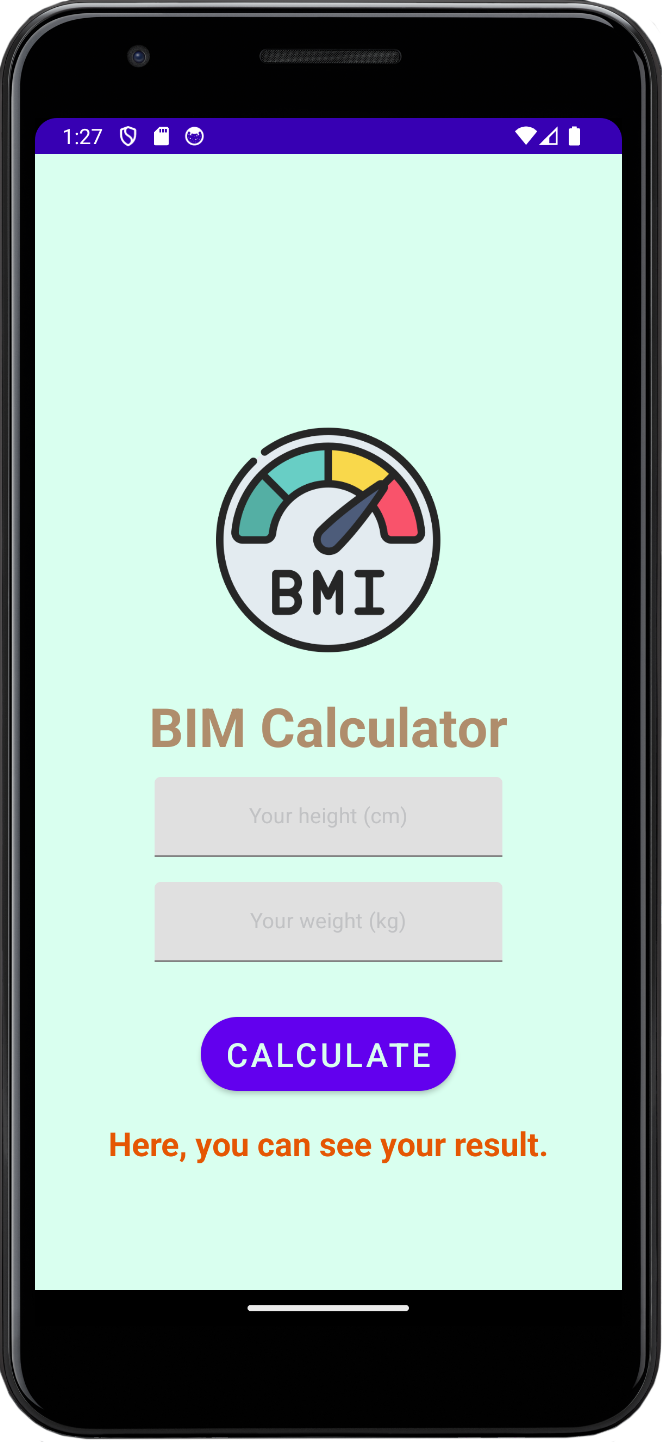 1:27
BMI
BIM Calculator
Your height (cm)
Your weight (kg)
CALCULATE
Here, you can see your result.